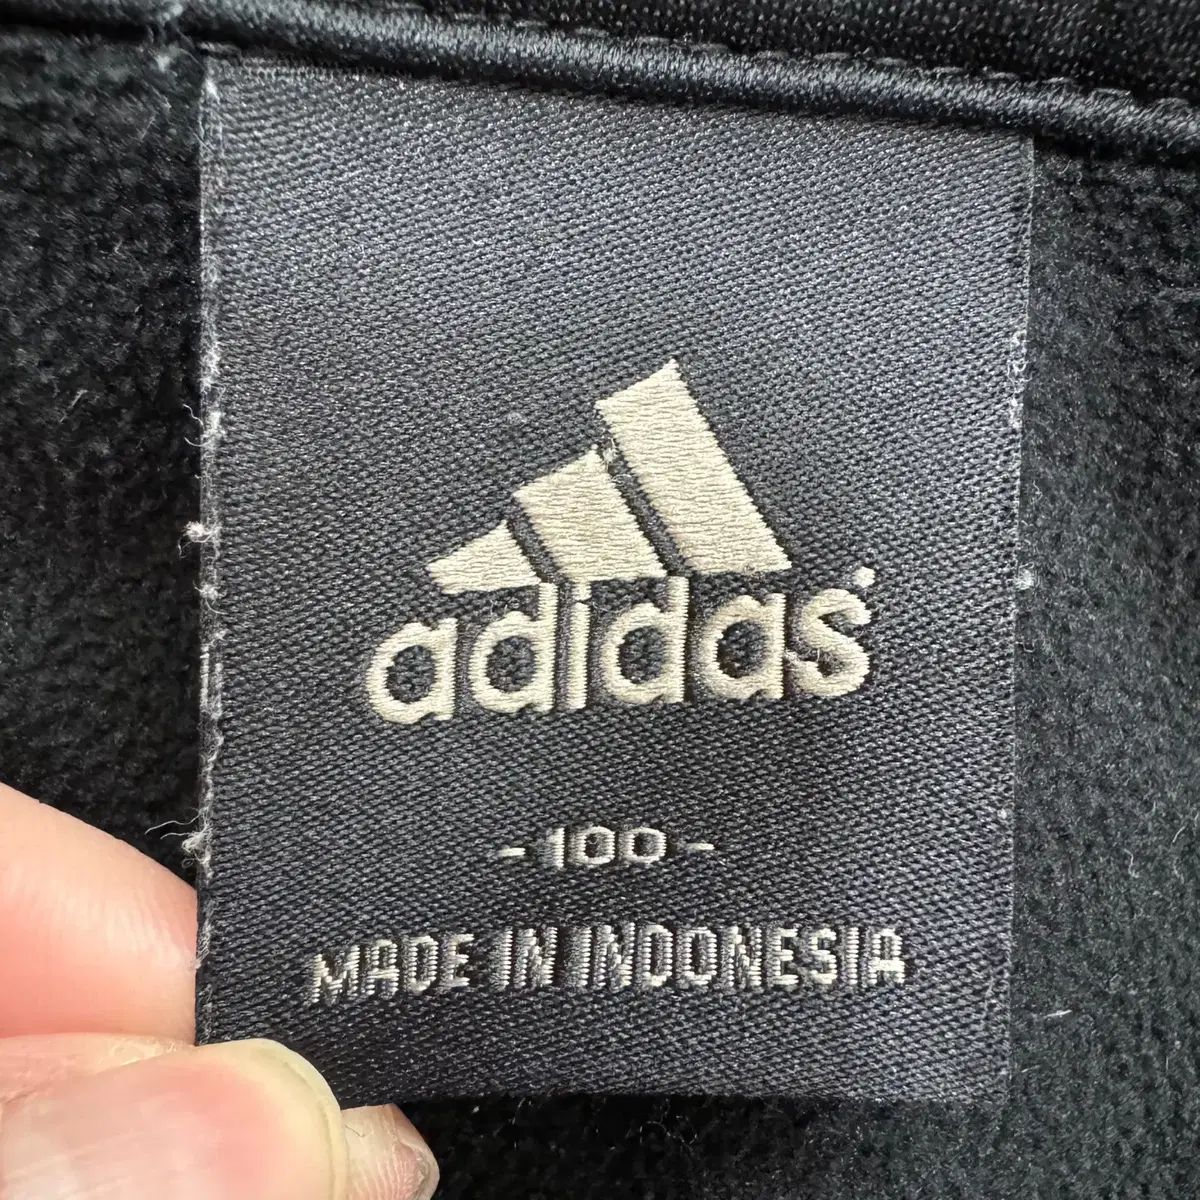 adidas
- 100 -
MADE IN INDONESIA